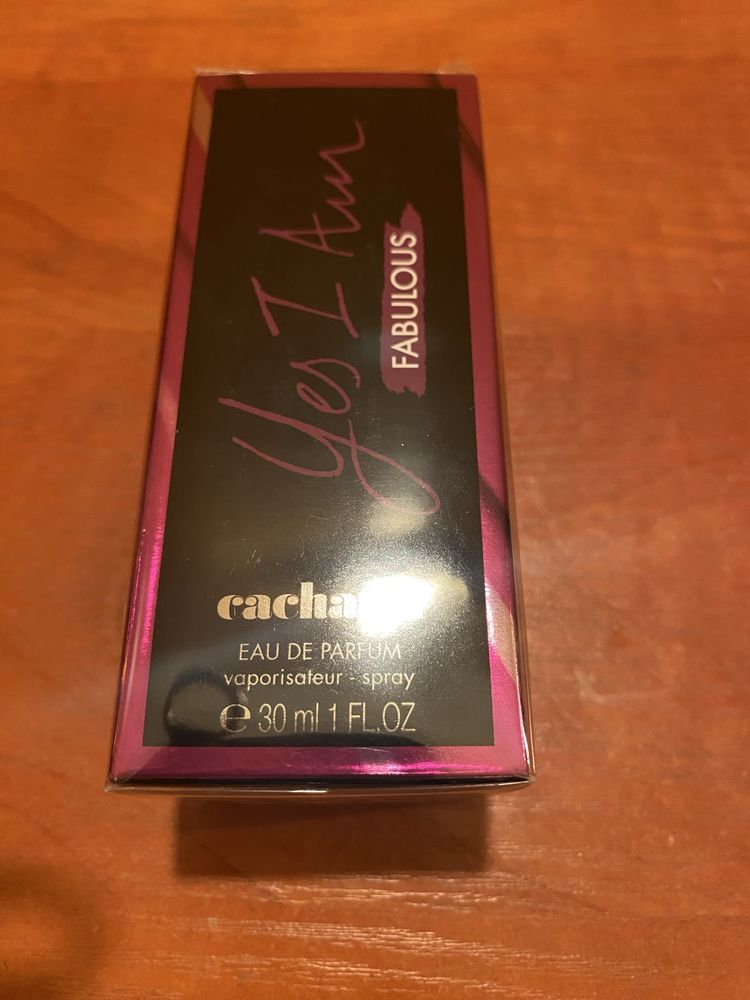 Yes I Am
FABULOUS
EAU DE PARFUM
vaporisateur - spray
e 30 ml 1 FL.OZ